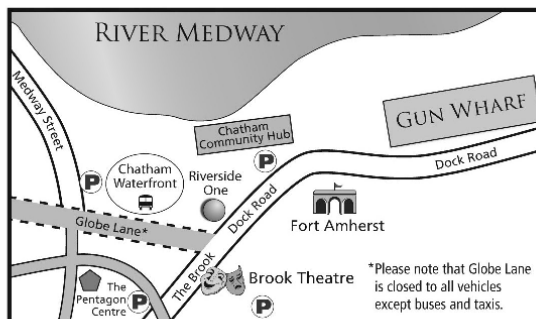 RIVER MEDWAY
Medway Street
P
Chatham
Waterfront
Riverside
One
Chatham
Community Hub
P
GUN WHARF
Dock Road
Dock Road
Fort Amherst
Globe Lane*
The Brook
Brook Theatre
P
The
Pentagon
Centre
P
*Please note that Globe Lane
is closed to all vehicles
except buses and taxis.